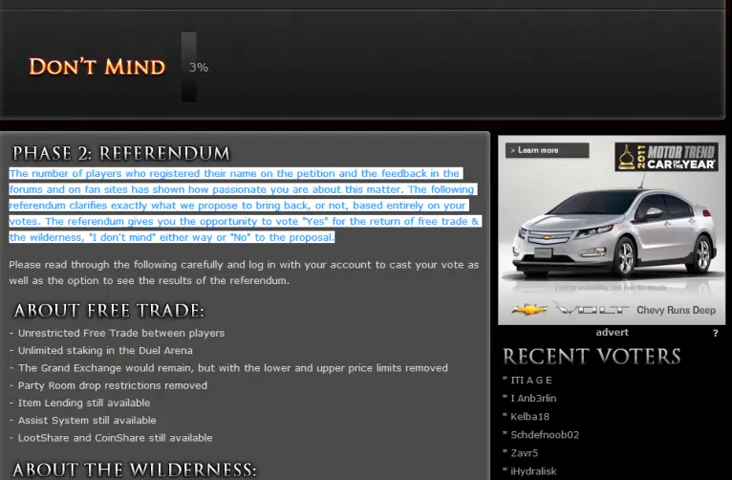 DON'T MIND
3%
PHASE 2: REFERENDUM
The number of players who registered their name on the petition and the feedback in the
forums and on fan sites has shown how passionate you are about this matter. The following
referendum clarifies exactly what we propose to bring back, or not, based entirely on your
votes. The referendum gives you the opportunity to vote "Yes" for the return of free trade &
the wilderness, "I don't mind" either way or "No" to the proposal.
Please read through the following carefully and log in with your account to cast your vote as
well as the option to see the results of the referendum.
ABOUT FREE TRADE:
- Unrestricted Free Trade between players
- Unlimited staking in the Duel Arena
- The Grand Exchange would remain, but with the lower and upper price limits removed
- Party Room drop restrictions removed
- Item Lending still available
- Assist System still available
- LootShare and CoinShare still available
ABOUT THE WILDERNESS:
> Learn more
2011 MOTOR TREND
CAR OF THE YEAR
VOLT Chevy Runs Deep
advert ?
RECENT VOTERS
* ITI A G E
* I Anb3rlin
* Kelba18
* Schdefnoob02
* Zavr5
* iHydralisk